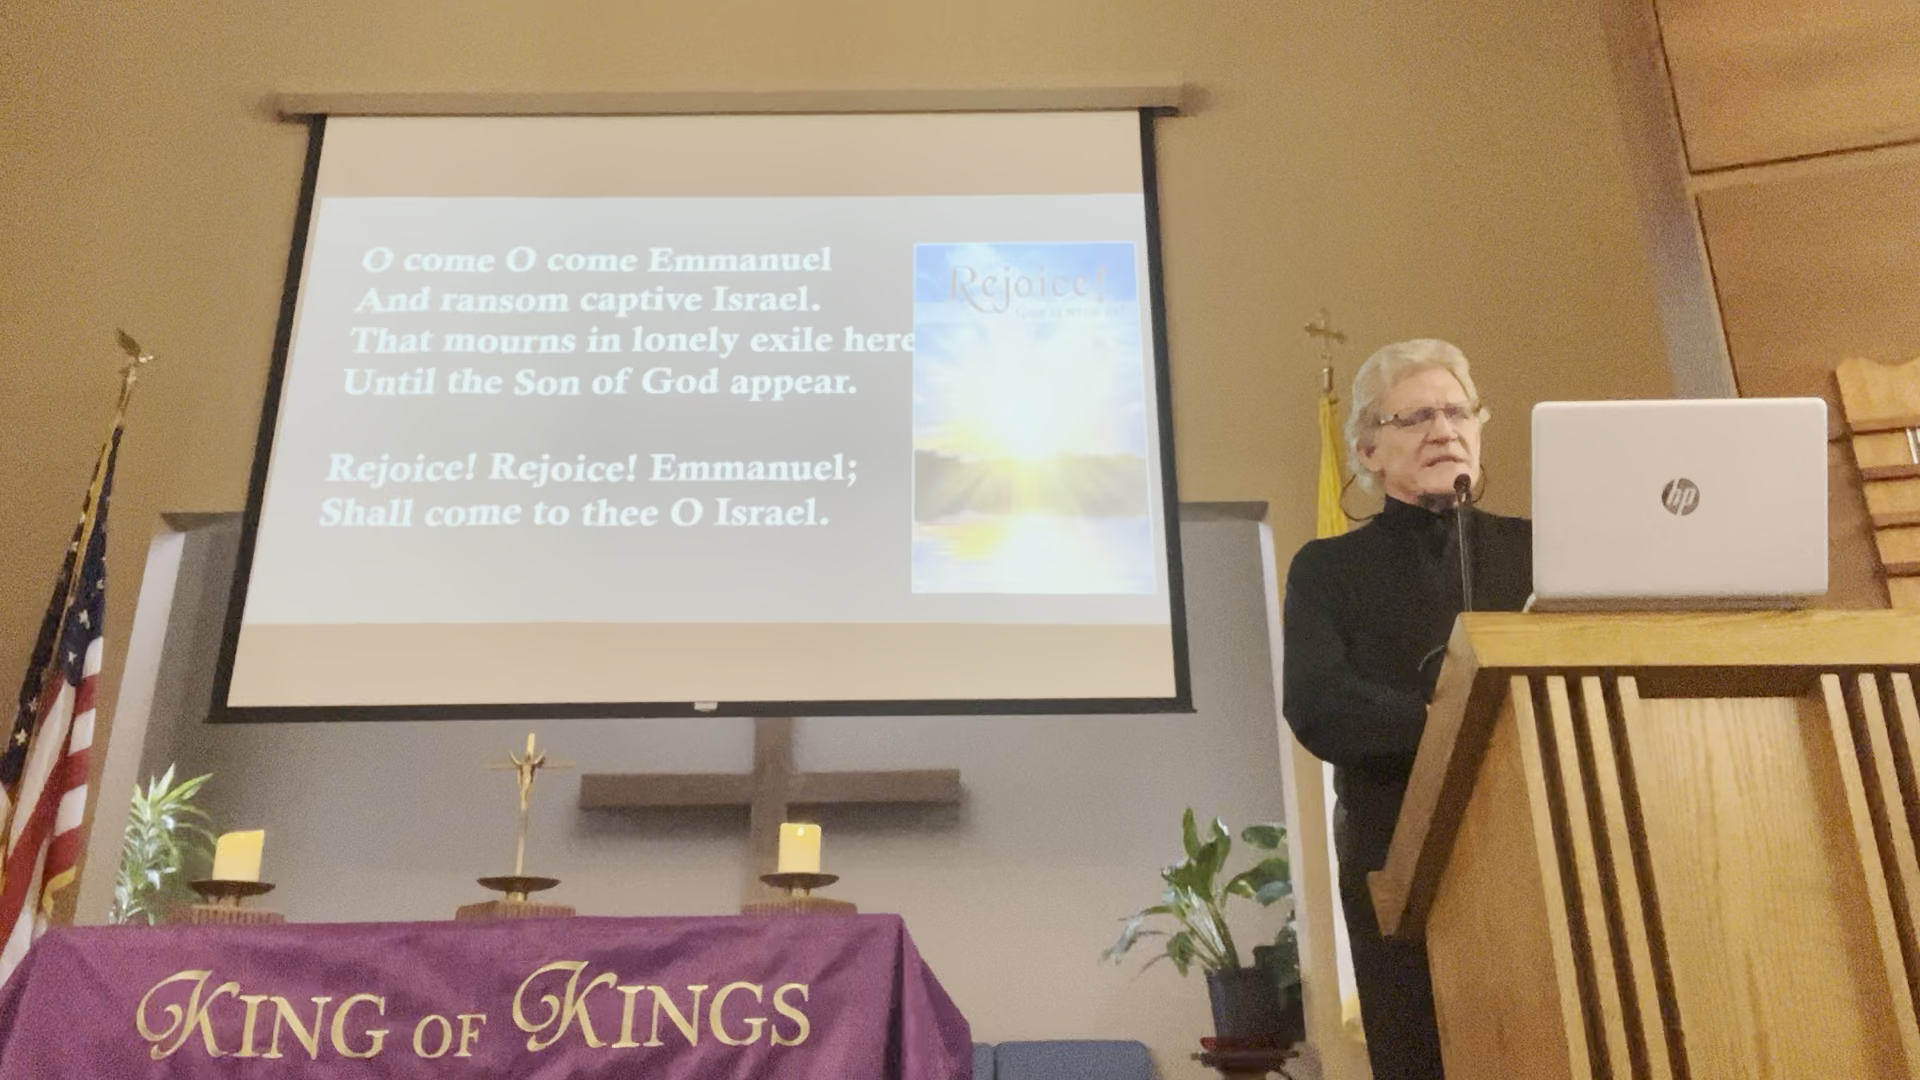 O come O come Emmanuel
And ransom captive Israel.
That mourns in lonely exile here
Until the Son of God appear.
Rejoice! Rejoice! Emmanuel;
Shall come to thee O Israel.
Rejoice!
hp
KING OF KINGS